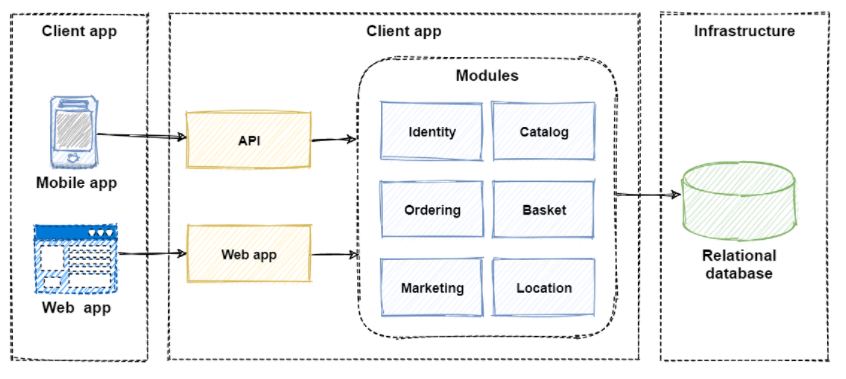 Client app
Client app
Infrastructure
Modules
Mobile app
Web app
API
Web app
Identity
Catalog
Ordering
Basket
Marketing
Location
Relational
database